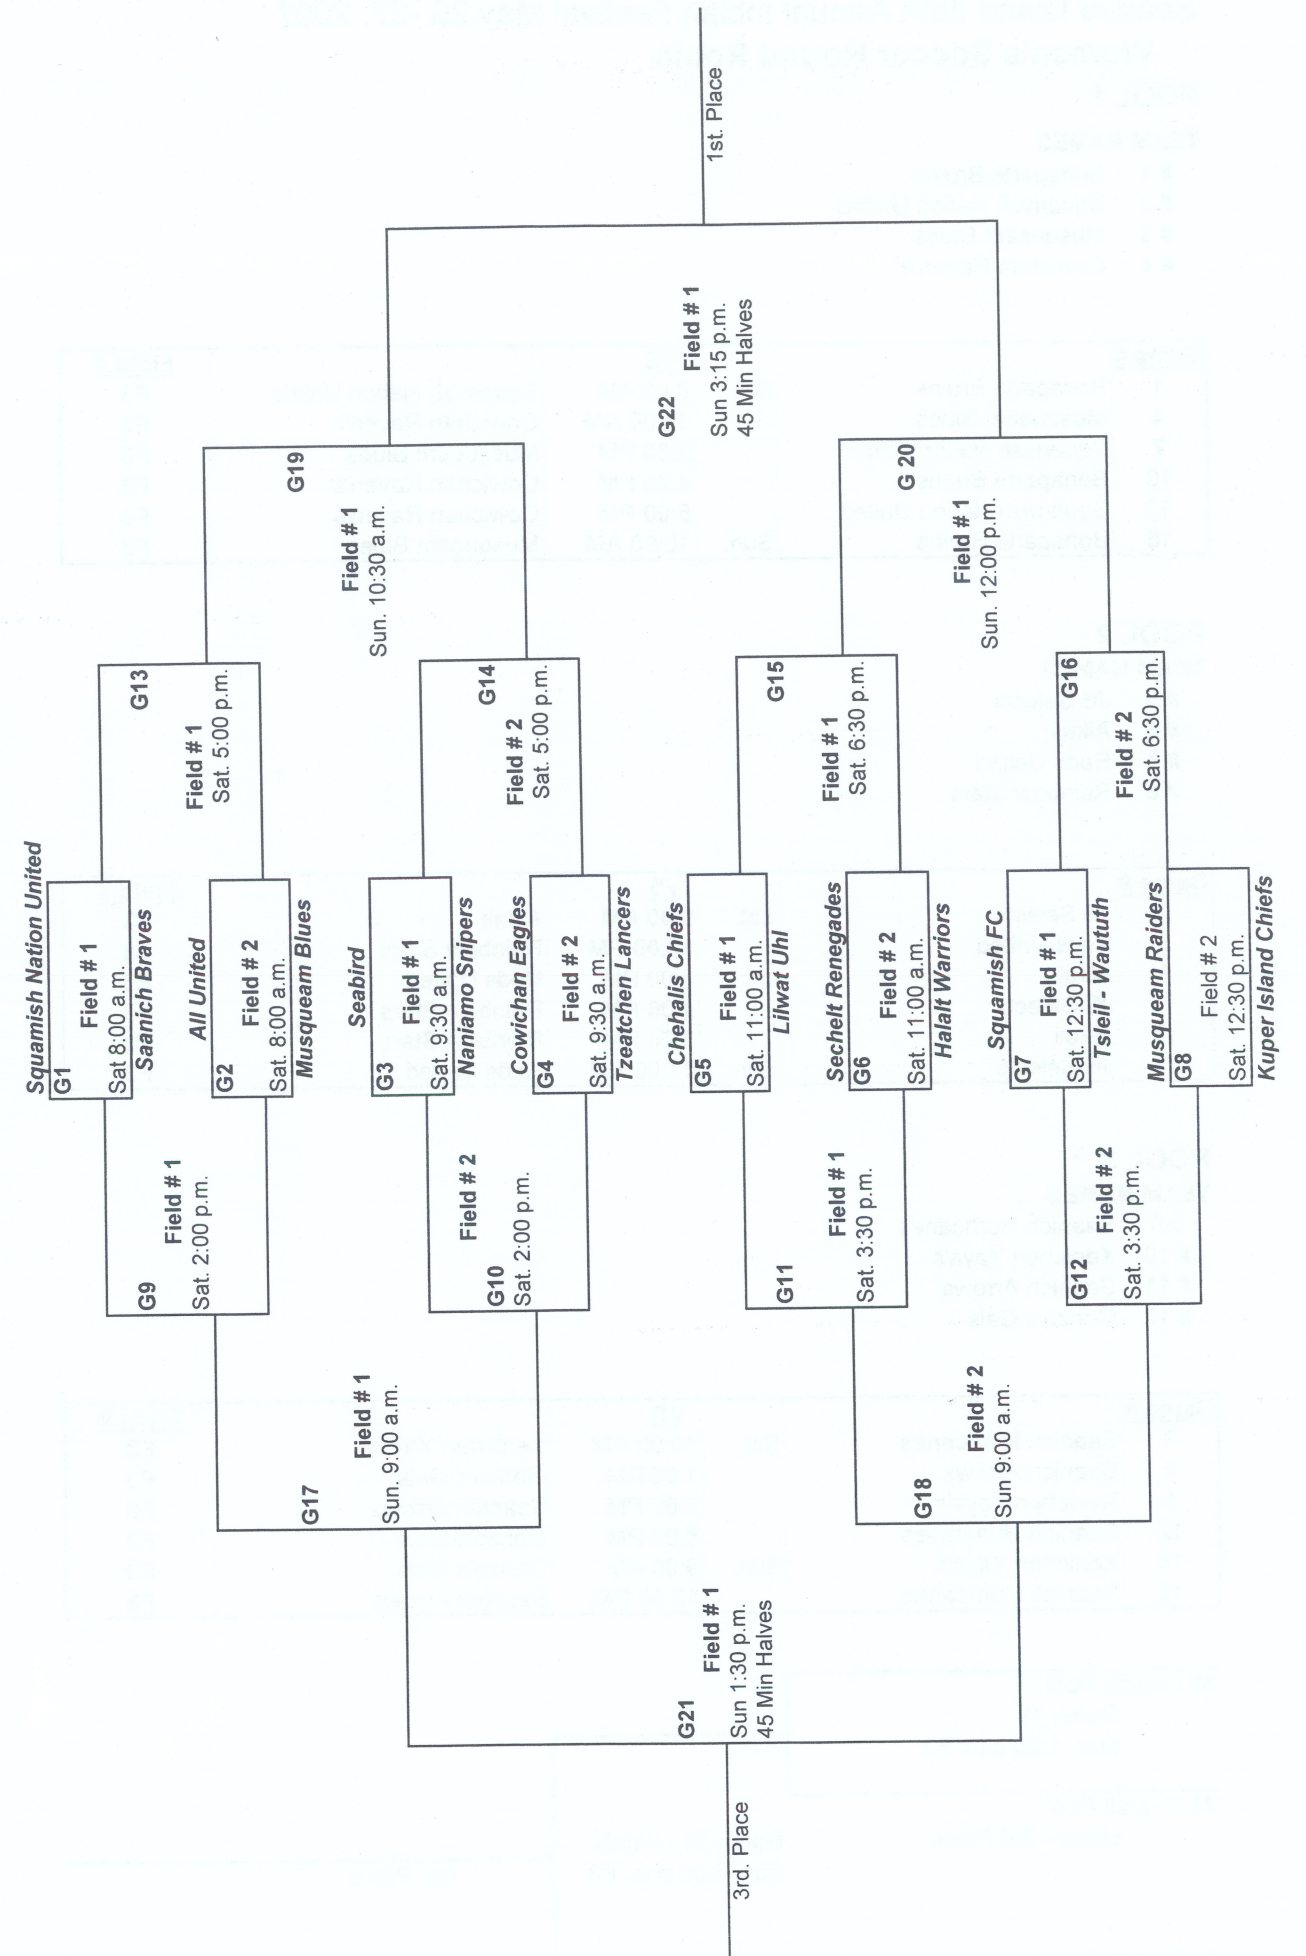 Squamish Nation United
G1
Field # 1
Sat 8:00 a.m.
Saanich Braves
All United
G2
Field # 2
Sat. 8:00 a.m.
Musqueam Blues
Seabird
G3
Field # 1
Sat. 9:30 a.m.
Naniamo Snipers
Cowichan Eagles
G4
Field # 2
Sat. 9:30 a.m.
Tzeatchen Lancers
Chehalis Chiefs
G5
Field # 1
Sat. 11:00 a.m.
Lilwat Uhl
Sechelt Renegades
G6
Field # 2
Sat. 11:00 a.m.
Halalt Warriors
Squamish FC
G7
Field # 1
Sat. 12:30 p.m.
Tsleil - Waututh
Musqueam Raiders
G8
Field # 2
Sat. 12:30 p.m.
Kuper Island Chiefs
G9
Field # 1
Sat. 2:00 p.m.
Field # 2
G10
Sat. 2:00 p.m.
G11
Field # 1
Sat. 3:30 p.m.
G12
Field # 2
Sat. 3:30 p.m.
G13
Field # 1
Sat. 5:00 p.m.
G14
Field # 2
Sat. 5:00 p.m.
G15
Field # 1
Sat. 6:30 p.m.
G16
Field # 2
Sat. 6:30 p.m.
G17
Field # 1
Sun. 9:00 a.m.
G18
Field # 2
Sun 9:00 a.m.
G19
Field # 1
Sun. 10:30 a.m
G 20
Field # 1
Sun. 12:00 p.m.
G21
Field # 1
Sun 1:30 p.m.
45 Min Halves
3rd. Place
G22
Field # 1
Sun 3:15 p.m.
45 Min Halves
1st. Place